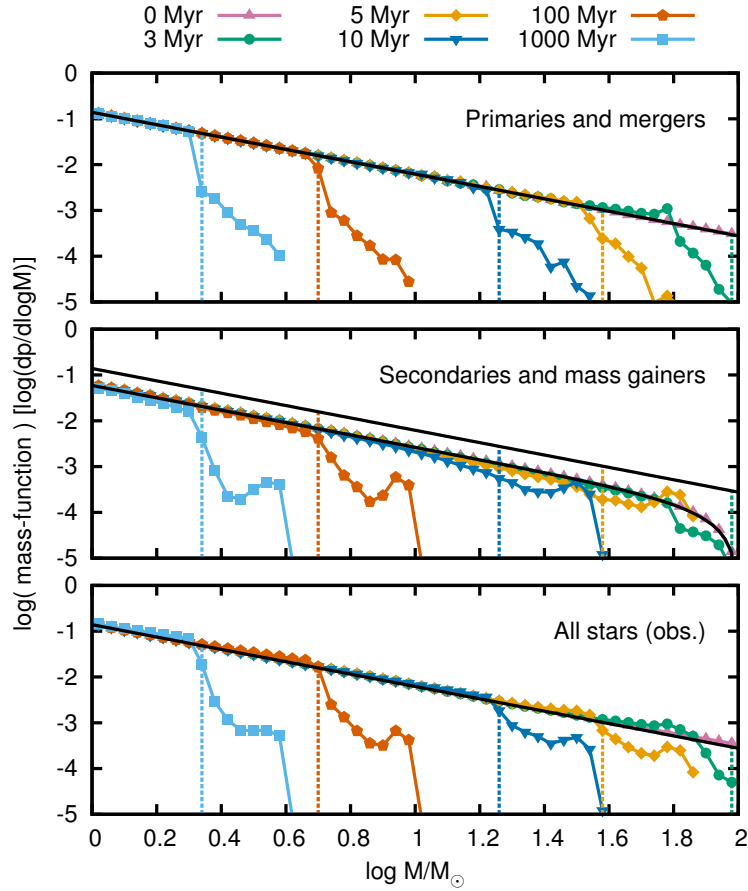 0 Myr 5 Myr 100 Myr
3 Myr 10 Myr 1000 Myr
0
-1
-2
-3
-4
-5
Primaries and mergers
0
-1
-2
-3
-4
-5
Secondaries and mass gainers
0
-1
-2
-3
-4
-5
All stars (obs.)
log( mass-function ) [log(dp/dlogM)]
0 0.2 0.4 0.6 0.8 1 1.2 1.4 1.6 1.8 2
log M/M☉